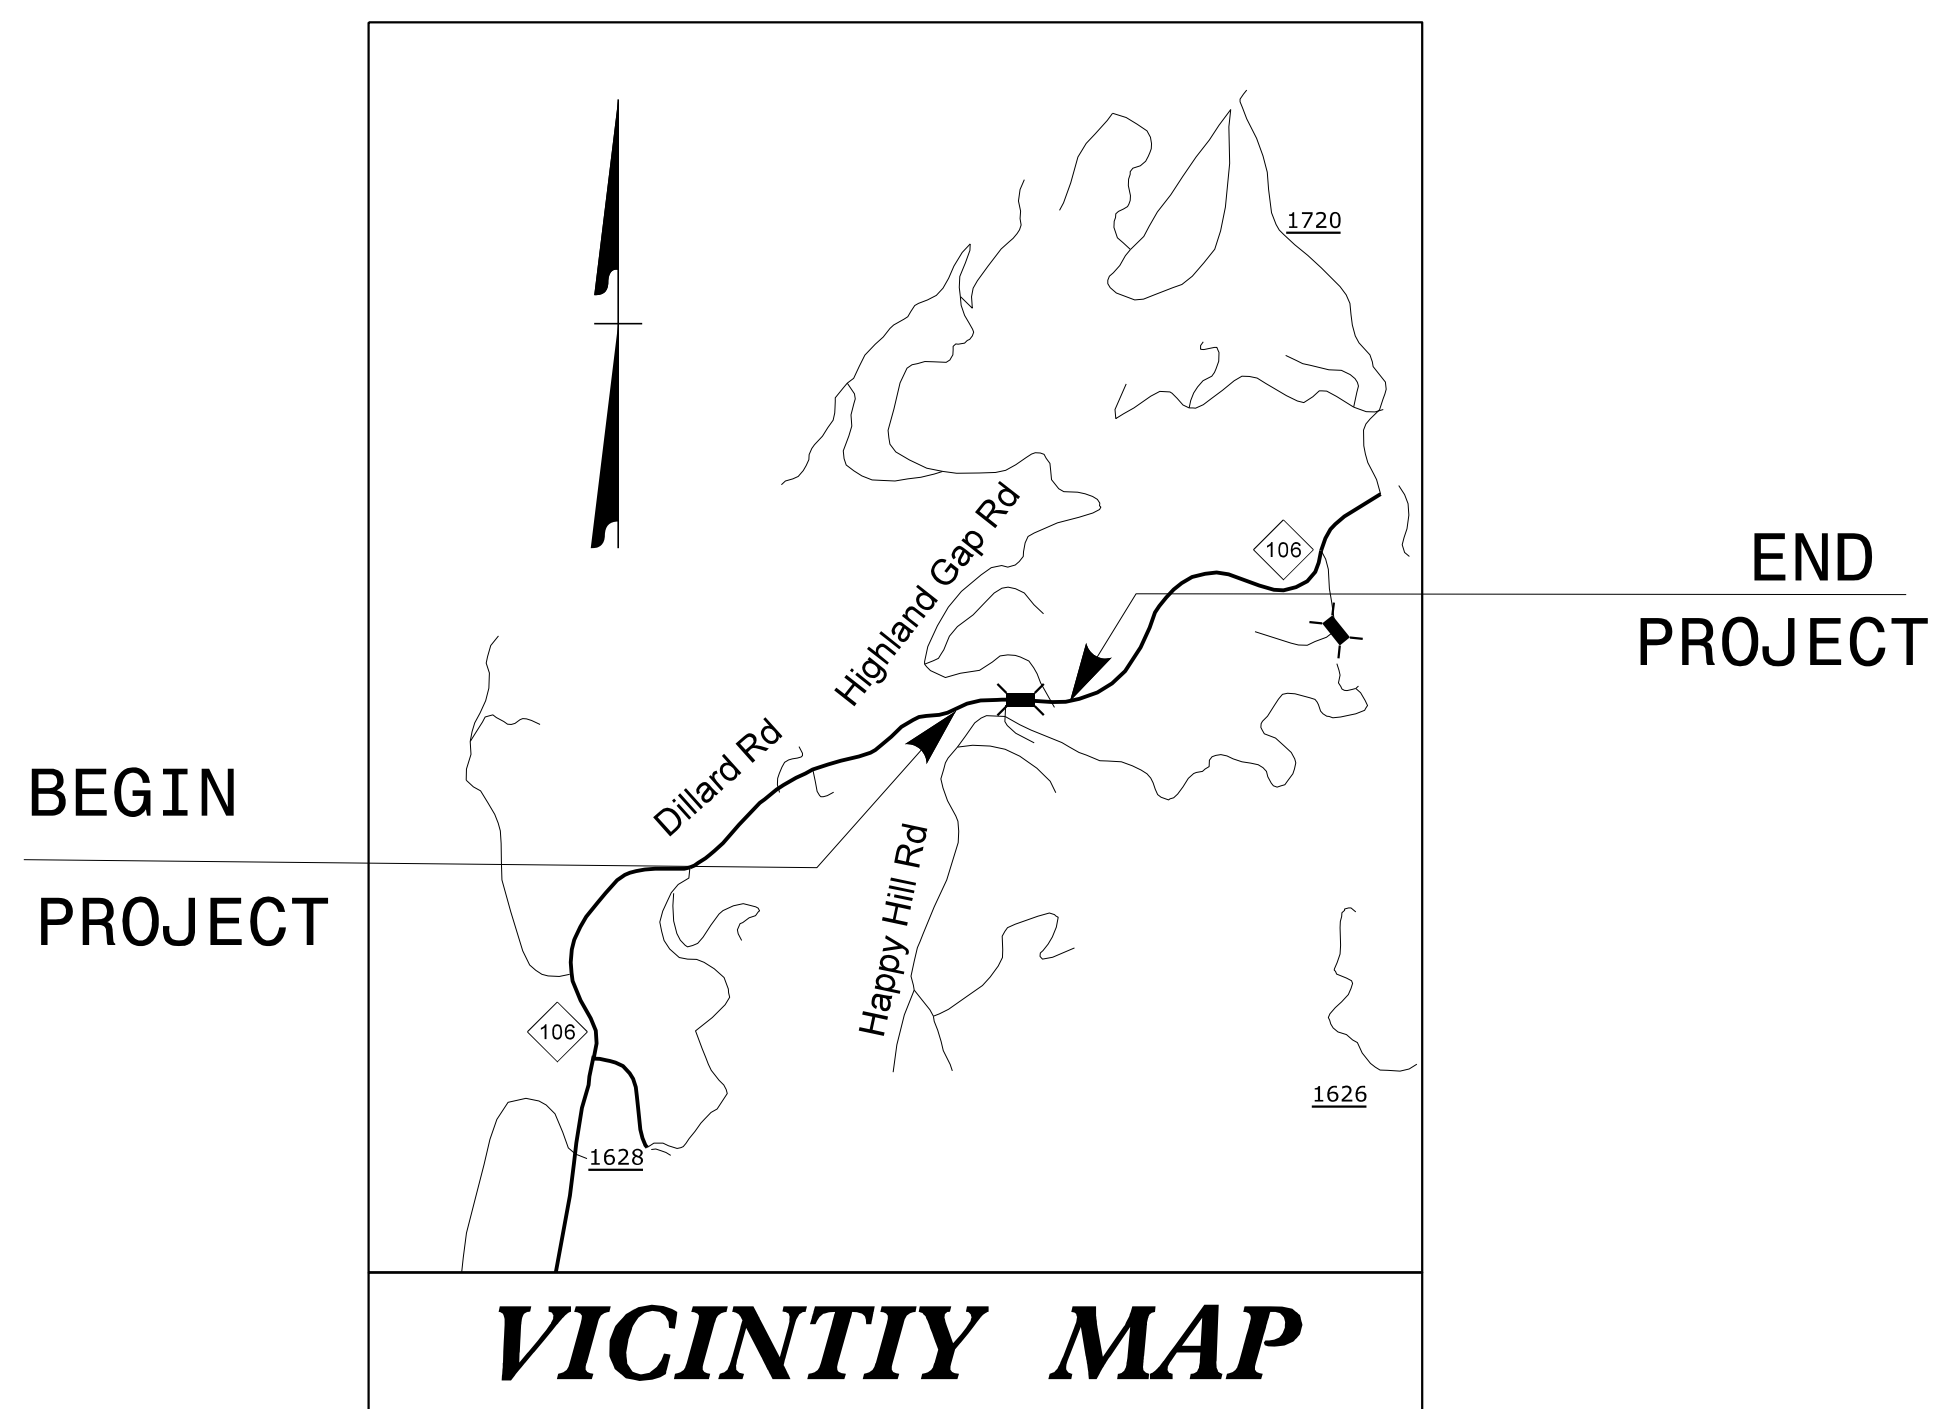 1720
Highland Gap Rd
106
END
PROJECT
Dillard Rd
BEGIN
PROJECT
Happy Hill Rd
106
1626
1628
VICINTIY MAP